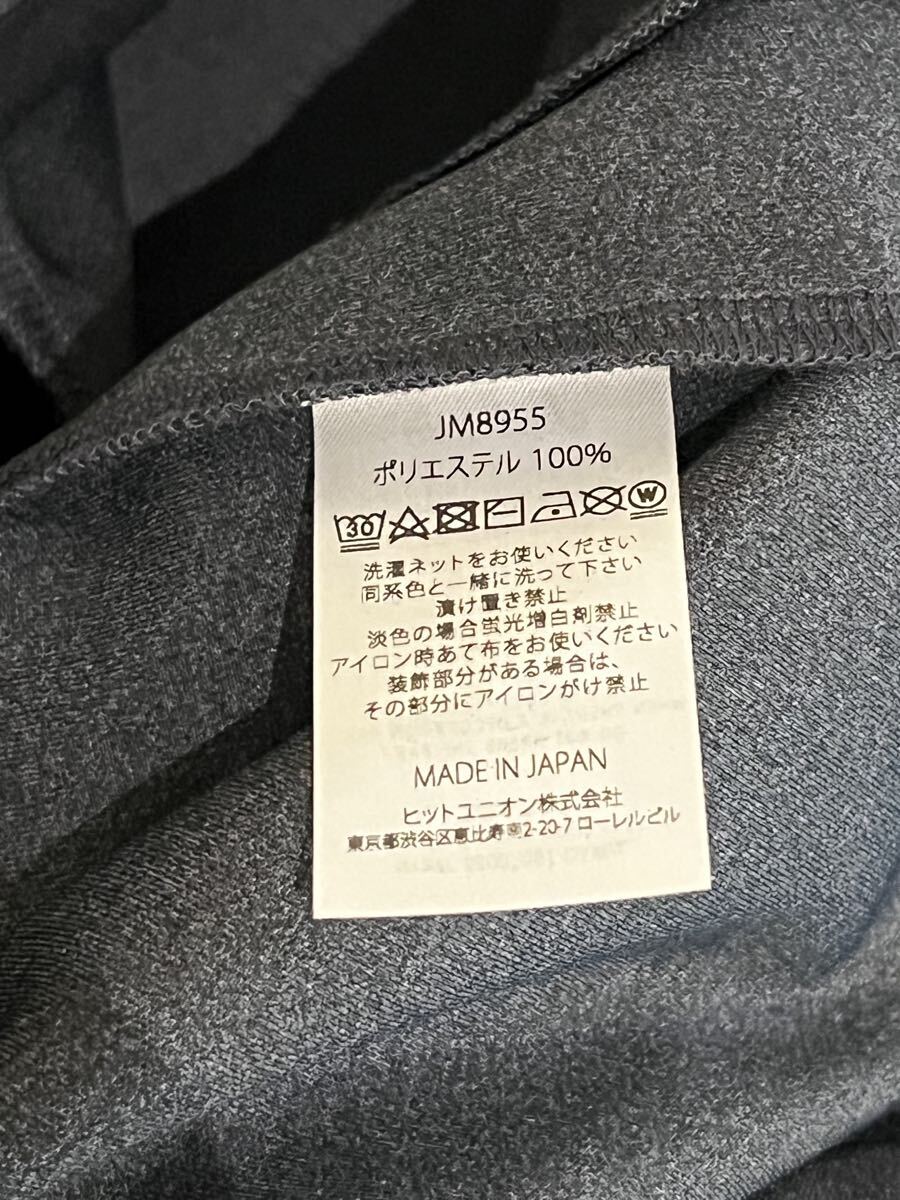 JM8955
ポリエステル 100%
30 W
洗濯ネットをお使いください
同系色と一緒に洗って下さい
漬け置き禁止
淡色の場合蛍光増白剤禁止
アイロン時あて布をお使いください
装飾部分がある場合は、
その部分にアイロンがけ禁止
MADE IN JAPAN
ヒットユニオン株式会社
東京都渋谷区恵比寿南2-20-7 ローレルビル